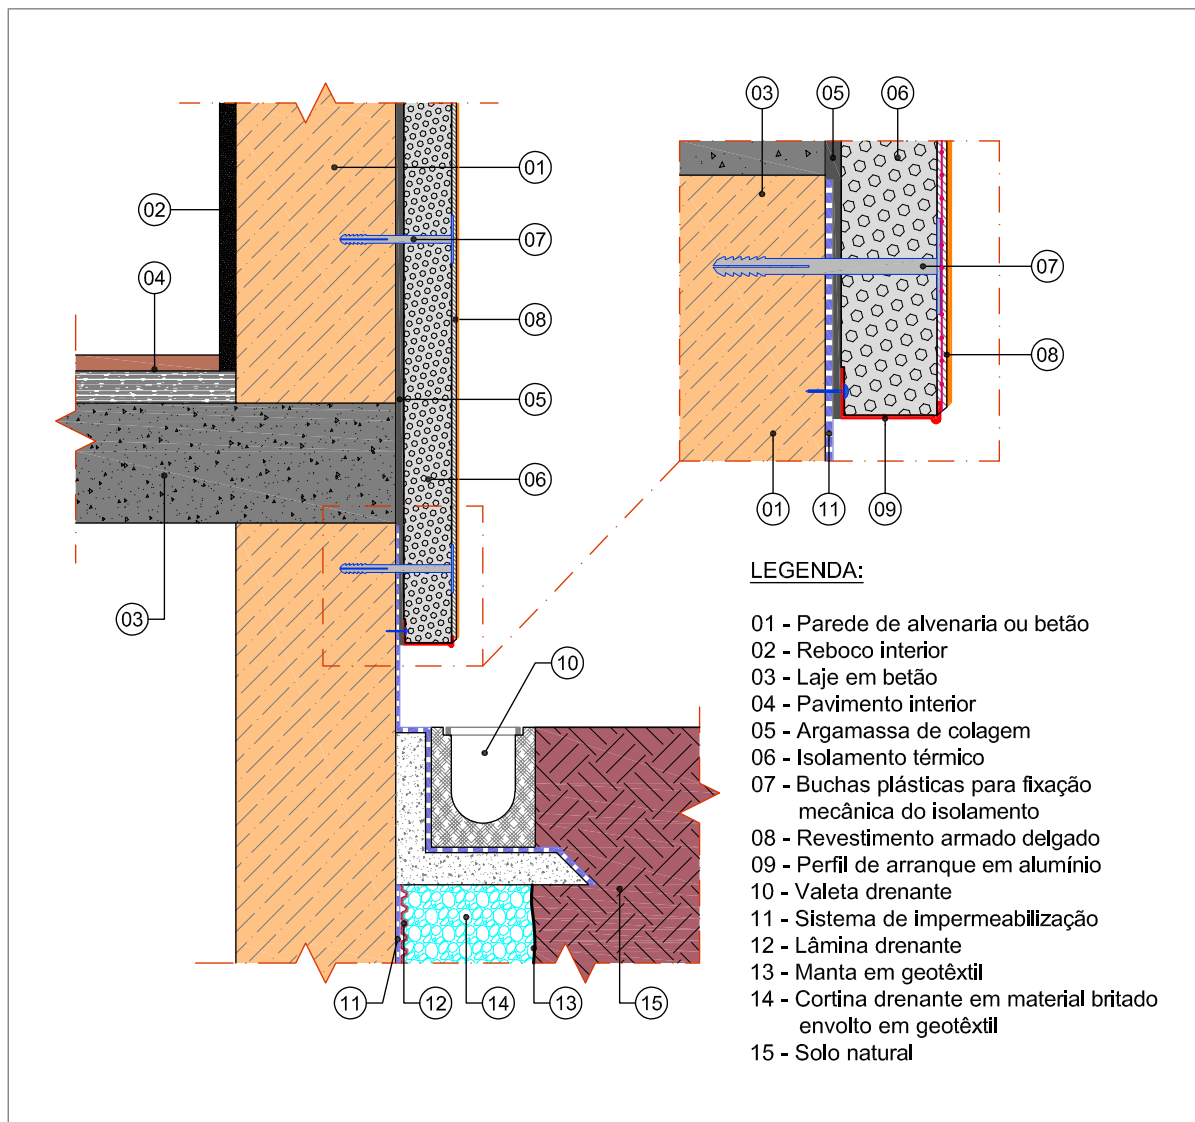 01
02
07
04
08
05
06
03
10
11
12
14
13
15
03
05
06
07
08
01
11
09
LEGENDA:
01 - Parede de alvenaria ou betão
02 - Reboco interior
03 - Laje em betão
04 - Pavimento interior
05 - Argamassa de colagem
06 - Isolamento térmico
07 - Buchas plásticas para fixação
mecânica do isolamento
08 - Revestimento armado delgado
09 - Perfil de arranque em alumínio
10 - Valeta drenante
11 - Sistema de impermeabilização
12 - Lâmina drenante
13 - Manta em geotêxtil
14 - Cortina drenante em material britado
envolto em geotêxtil
15 - Solo natural